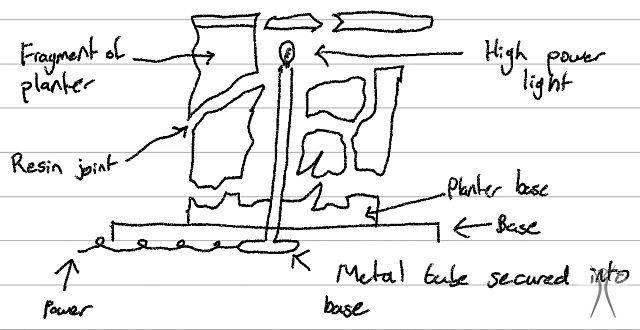 Fragment of
planter
High power
light
Resin joint
Planter base
Base
Metal tube secured into
base
Power